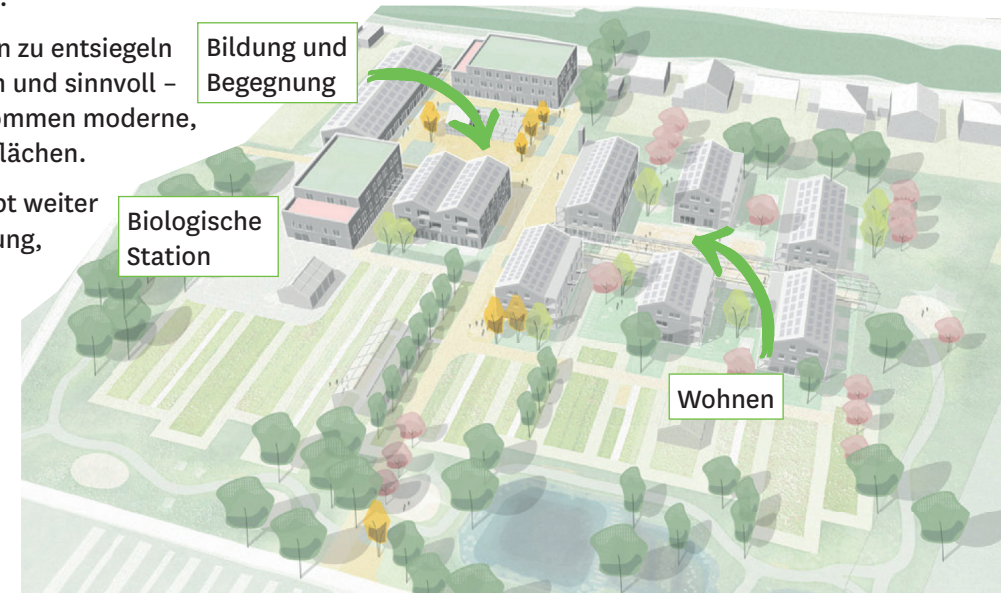 n zu entsiegeln
n und sinnvoll –
ommen moderne,
lächen.
ot weiter
ung,
Bildung und
Begegnung
Biologische
Station
Wohnen